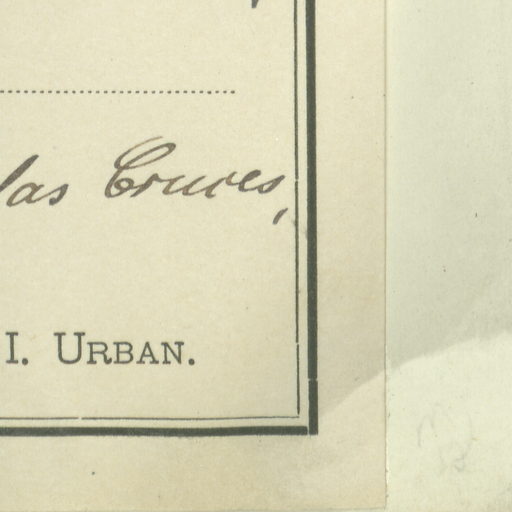 las Cruces,
I. URBAN.